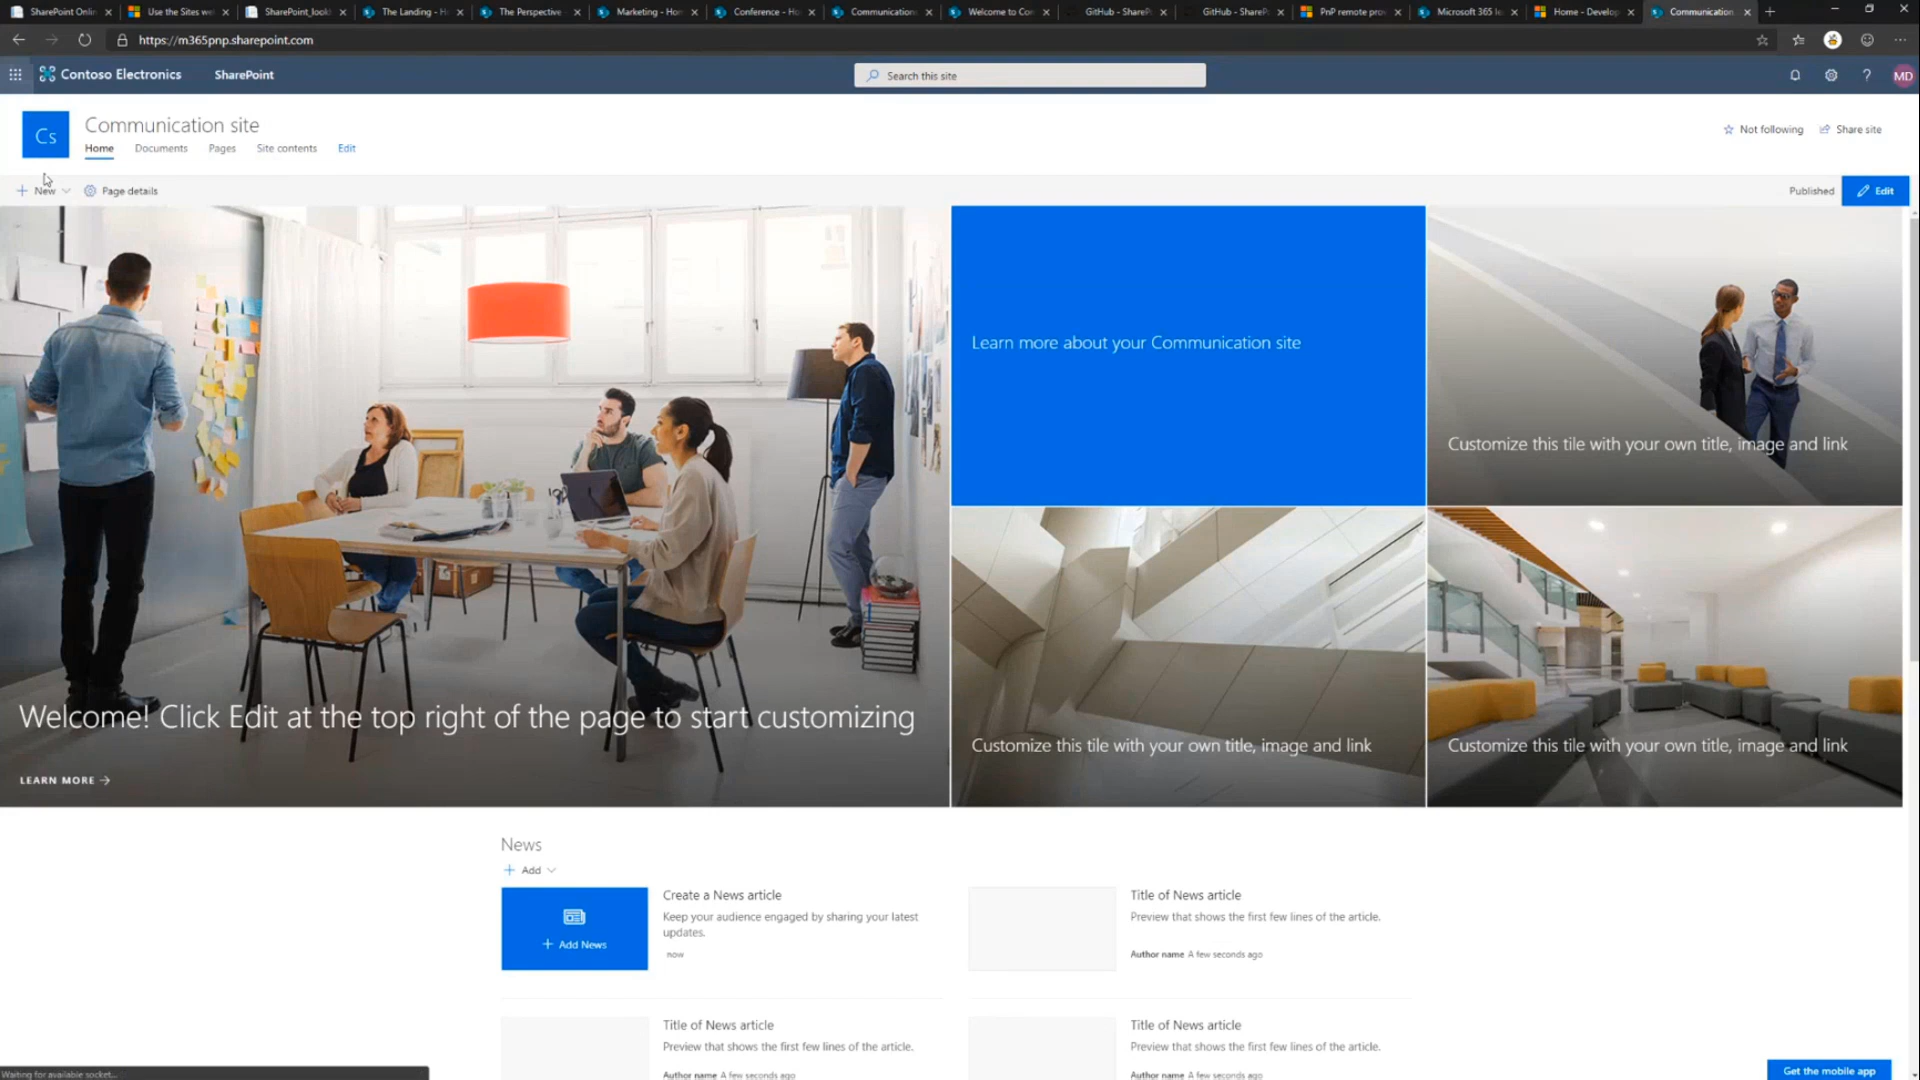 SharePoint Onlin
Use the Sites we
SharePoint_look
The Landing - H
The Perspective
Marketing - Ho
Conference - Ho
Communication
Welcome to Co
GitHub - ShareP
GitHub - ShareP
PnP remote pro
Microsoft 365 le
Home - Develop
Communication
https://m365pnp.sharepoint.com
Contoso Electronics
SharePoint
Search this site
MD
Cs
Communication site
Home
Documents
Pages
Site contents
Edit
Not following
Share site
New
Page details
Published
Edit
Learn more about your Communication site
Customize this tile with your own title, image and link
Welcome! Click Edit at the top right of the page to start customizing
LEARN MORE →
Customize this tile with your own title, image and link
Customize this tile with your own title, image and link
News
Add
Add News
Create a News article
Keep your audience engaged by sharing your latest
updates.
now
Title of News article
Preview that shows the first few lines of the article.
Author name A few seconds ago
Title of News article
Preview that shows the first few lines of the article.
Author name A few seconds ago
Title of News article
Preview that shows the first few lines of the article.
Author name A few seconds ago
Waiting for available socket...
Get the mobile app